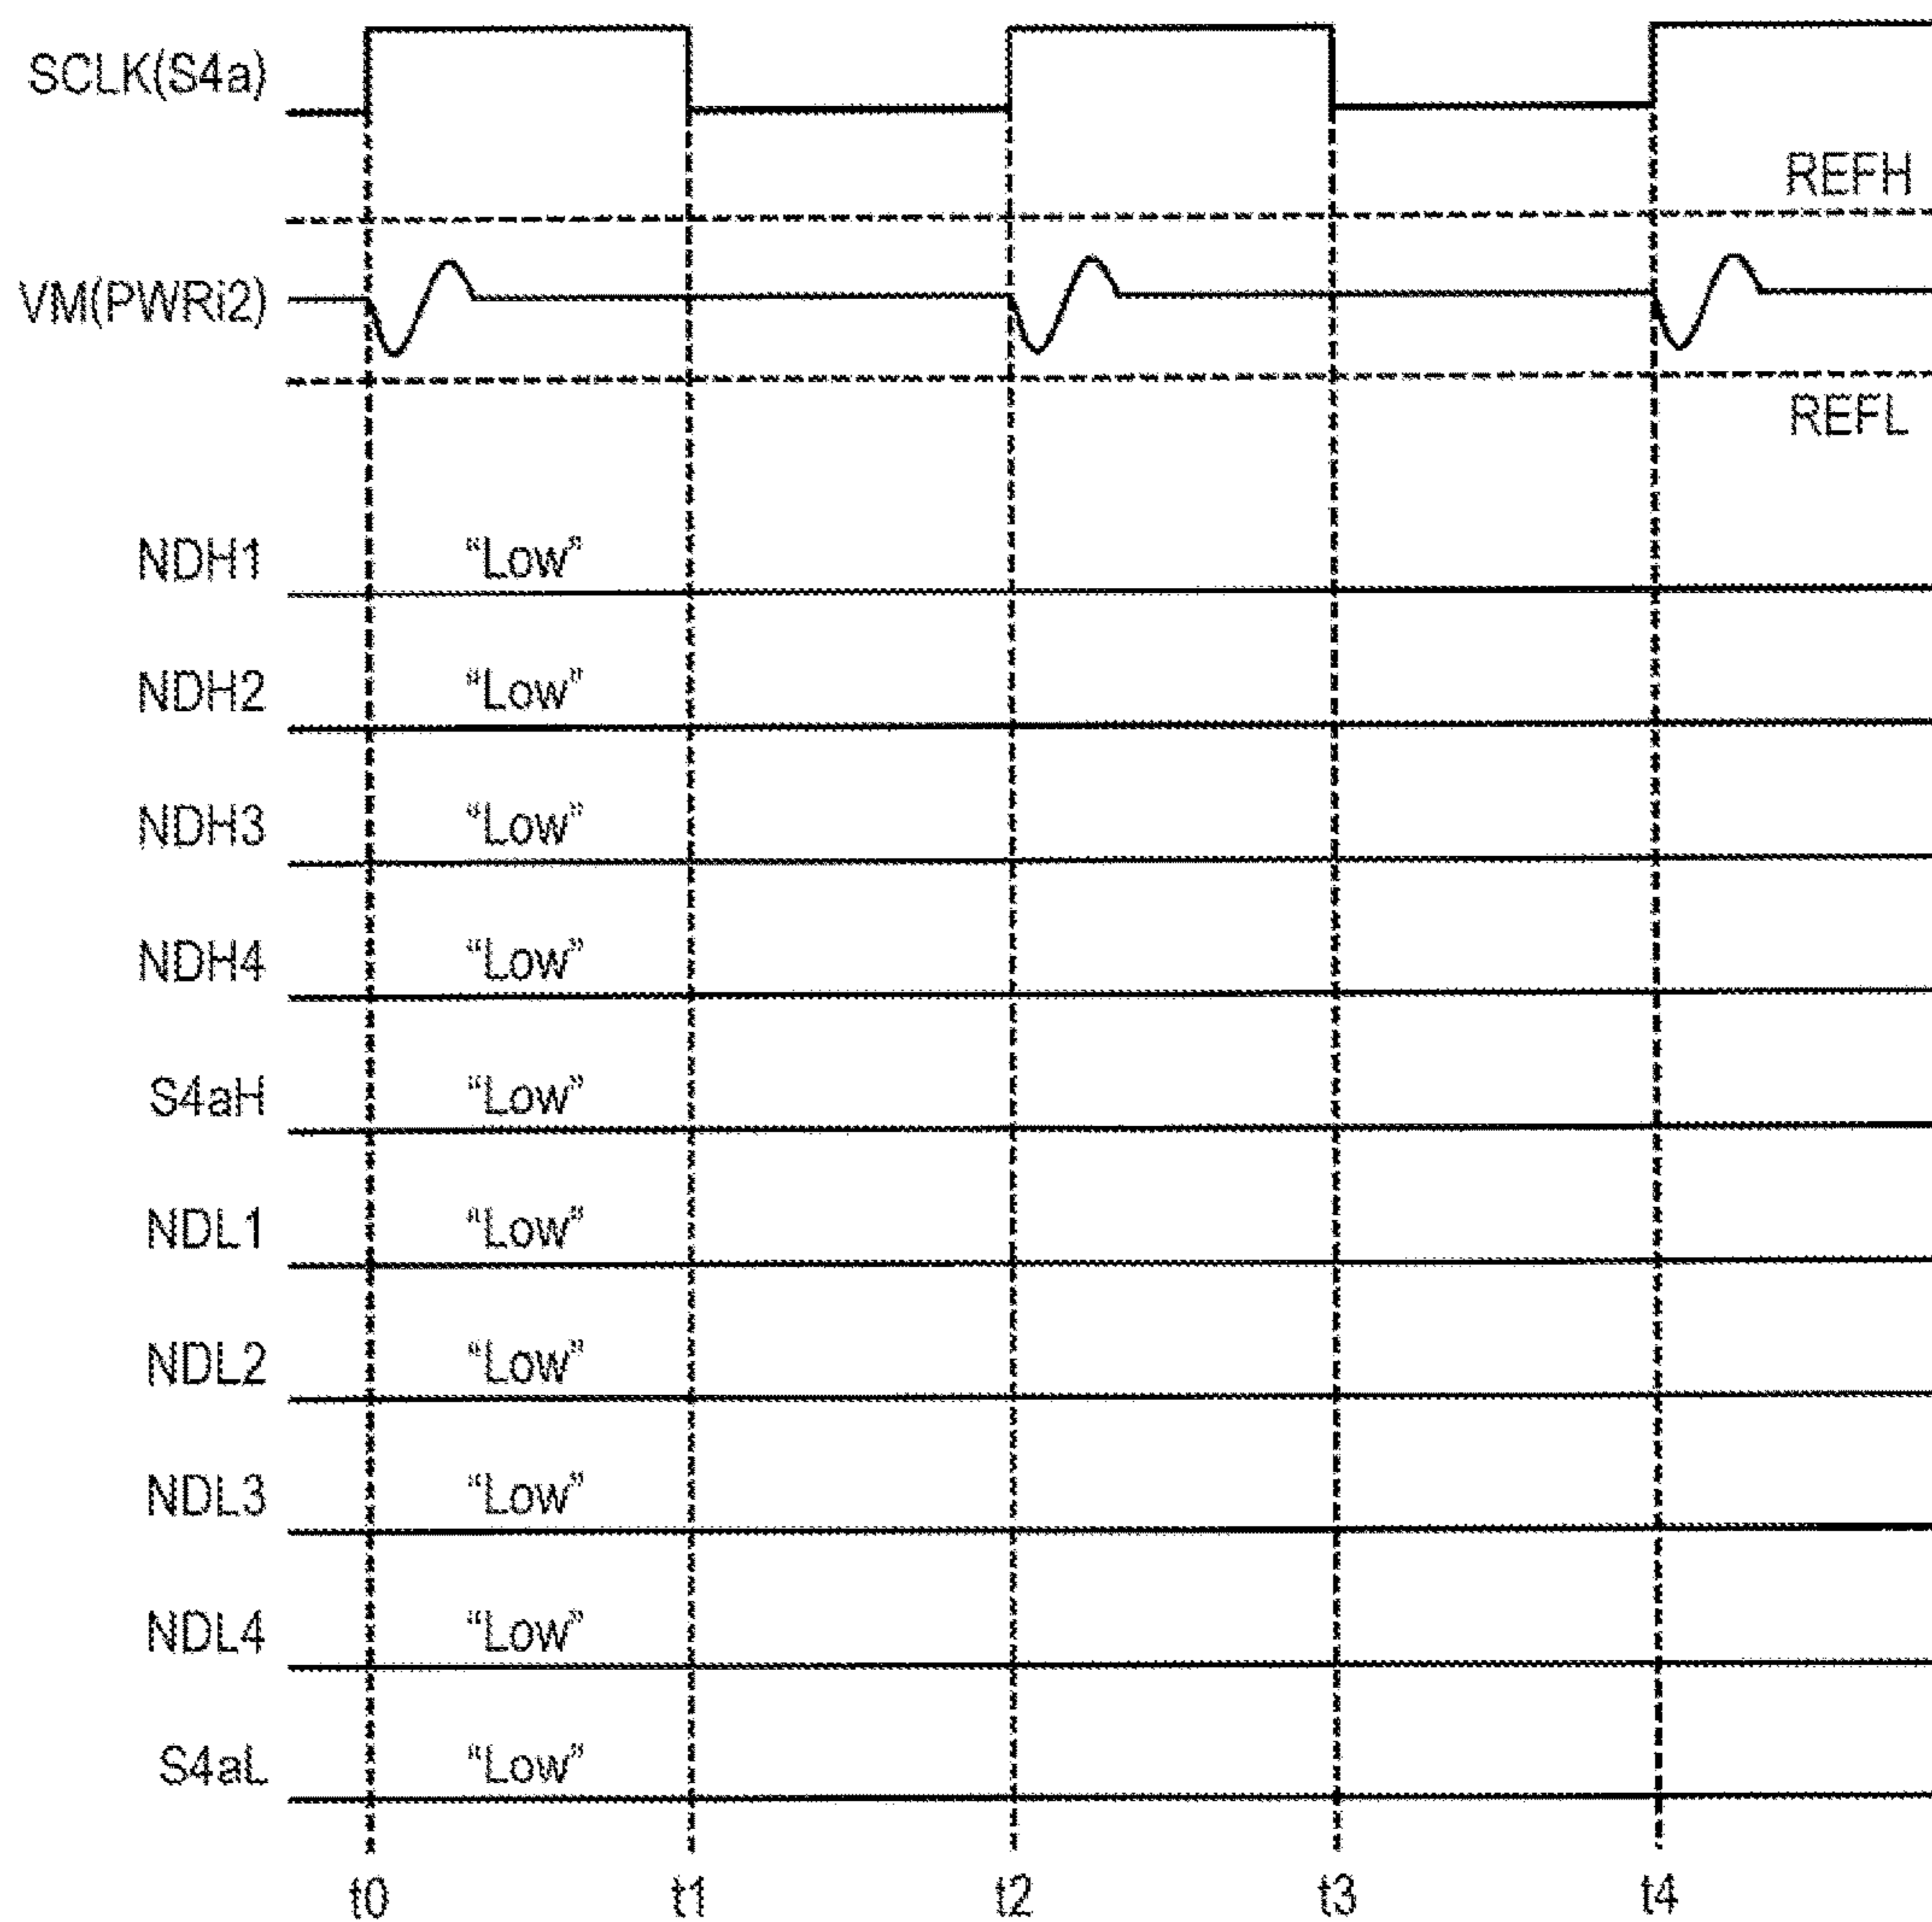 SCLK(S4a)
REFH
VM(PWRi2)
REFL
NDH1 "Low"
NDH2 "Low"
NDH3 "Low"
NDH4 "Low"
S4aH "Low"
NDL1 "Low"
NDL2 "Low"
NDL3 "Low"
NDL4 "Low"
S4aL "Low"
t0 t1 t2 t3 t4